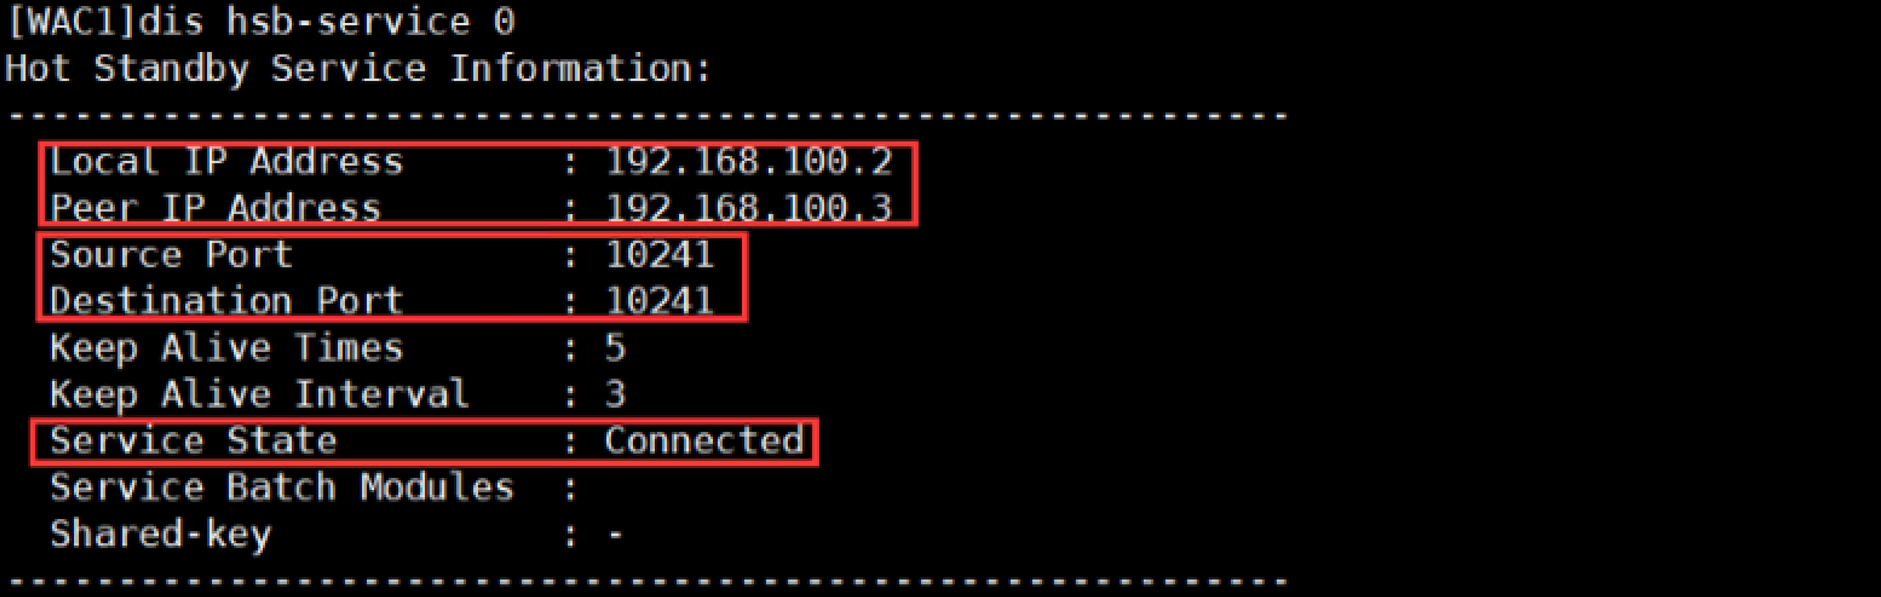 [WAC1]dis hsb-service 0
Hot Standby Service Information:
----------------------------------------------------------
Local IP Address       : 192.168.100.2
Peer IP Address        : 192.168.100.3
Source Port            : 10241
Destination Port       : 10241
Keep Alive Times       : 5
Keep Alive Interval    : 3
Service State          : Connected
Service Batch Modules  :
Shared-key             : -
----------------------------------------------------------